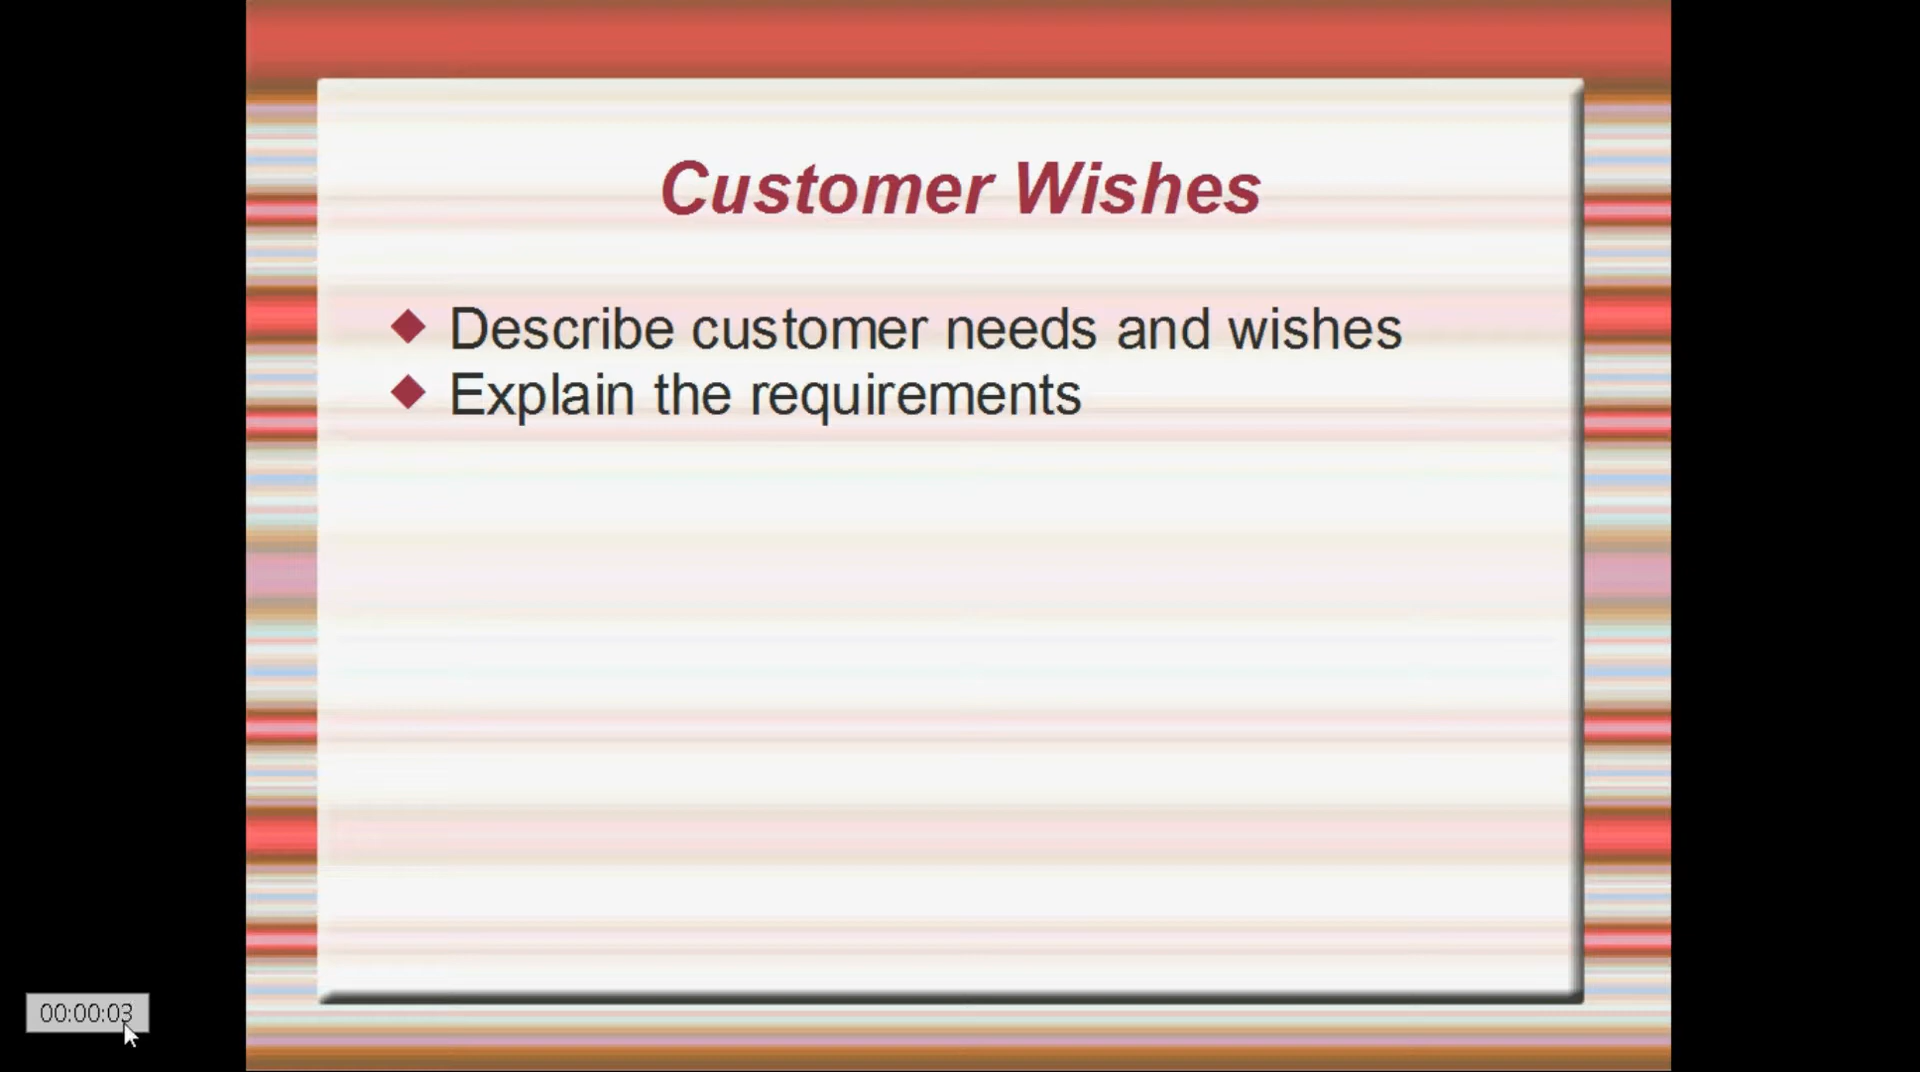 Customer Wishes
Describe customer needs and wishes
Explain the requirements
00:00:03